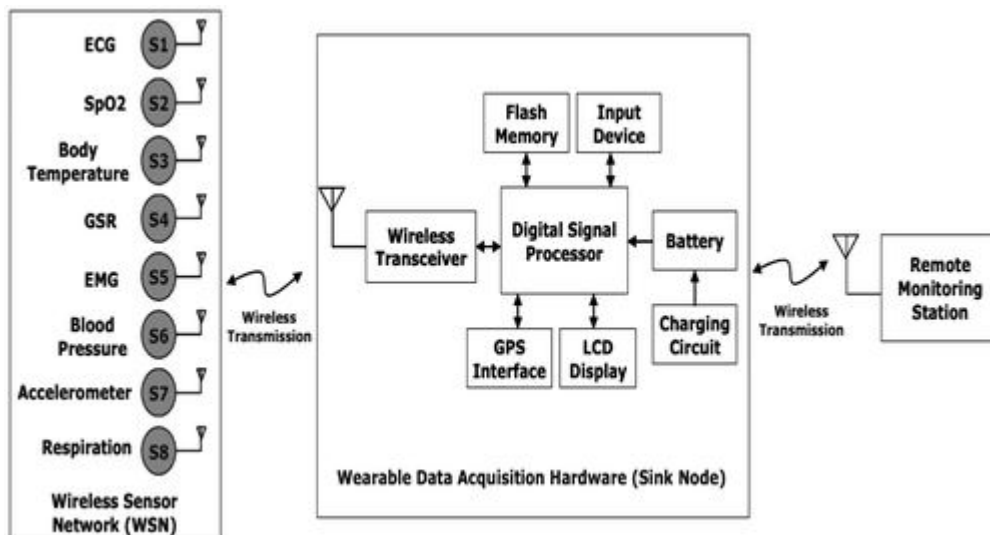 ECG
S1
SpO2
S2
Body
Temperature
S3
GSR
S4
EMG
S5
Blood
Pressure
S6
Accelerometer
S7
Respiration
S8
Wireless Sensor
Network (WSN)
Wireless
Transmission
Flash
Memory
Input
Device
Wireless
Transceiver
Digital Signal
Processor
Battery
GPS
Interface
LCD
Display
Charging
Circuit
Wearable Data Acquisition Hardware (Sink Node)
Wireless
Transmission
Remote
Monitoring
Station